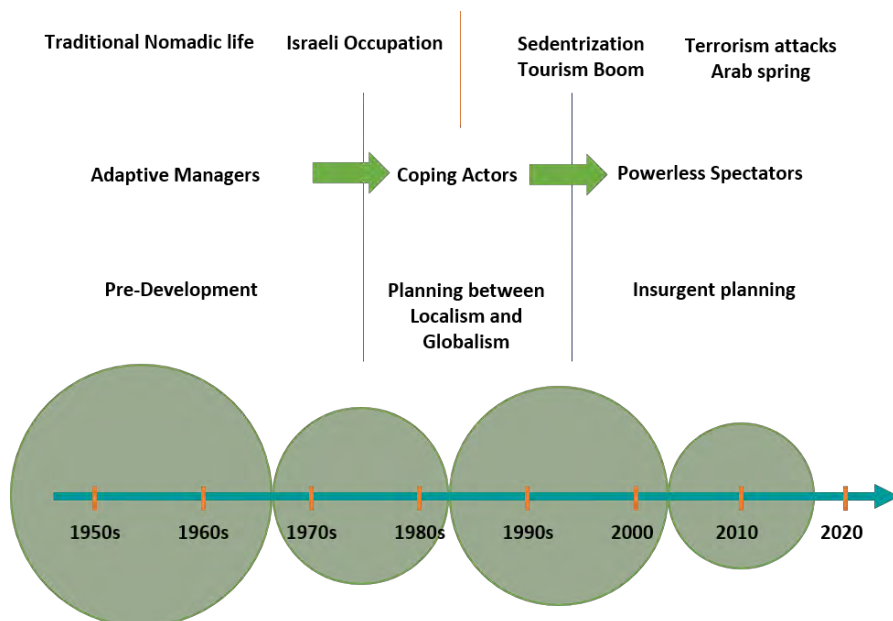 Traditional Nomadic life
Israeli Occupation
Sedentrization
Tourism Boom
Terrorism attacks
Arab spring
Adaptive Managers
Coping Actors
Powerless Spectators
Pre-Development
Planning between
Localism and
Globalism
Insurgent planning
1950s
1960s
1970s
1980s
1990s
2000
2010
2020